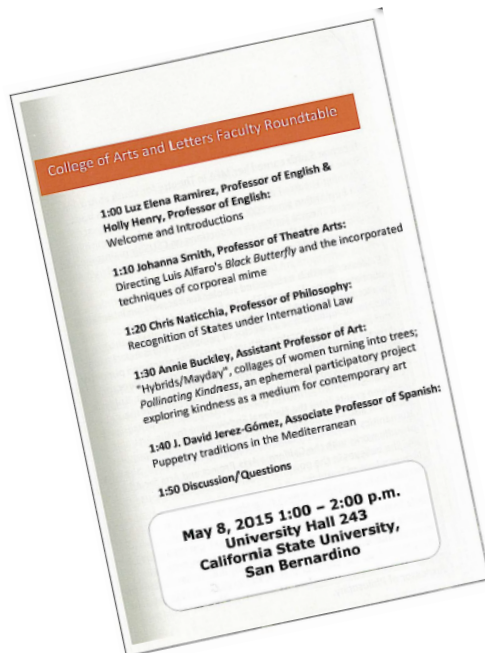 College of Arts and Letters Faculty Roundtable
1:00 Luz Elena Ramirez, Professor of English &
Holly Henry, Professor of English:
Welcome and Introductions
1:10 Johanna Smith, Professor of Theatre Arts:
Directing Luis Alfaro's Black Butterfly and the incorporated
techniques of corporeal mime
1:20 Chris Naticchia, Professor of Philosophy:
Recognition of States under International Law
1:30 Annie Buckley, Assistant Professor of Art:
"Hybrids/Mayday", collages of women turning into trees;
Pollinating Kindness, an ephemeral participatory project
exploring kindness as a medium for contemporary art
1:40 J. David Jerez-Gómez, Associate Professor of Spanish:
Puppetry traditions in the Mediterranean
1:50 Discussion/Questions
May 8, 2015 1:00 – 2:00 p.m.
University Hall 243
California State University,
San Bernardino